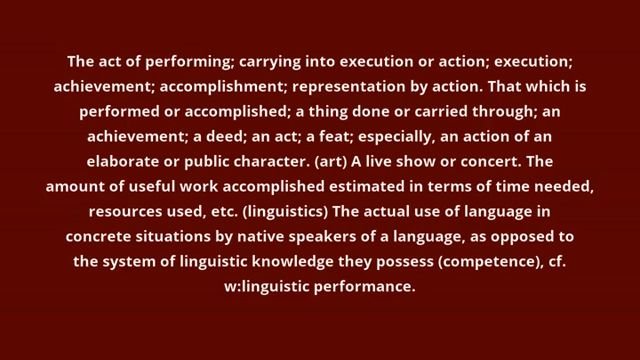 The act of performing; carrying into execution or action; execution;
achievement; accomplishment; representation by action. That which is
performed or accomplished; a thing done or carried through; an
achievement; a deed; an act; a feat; especially, an action of an
elaborate or public character. (art) A live show or concert. The
amount of useful work accomplished estimated in terms of time needed,
resources used, etc. (linguistics) The actual use of language in
concrete situations by native speakers of a language, as opposed to
the system of linguistic knowledge they possess (competence), cf.
w:linguistic performance.